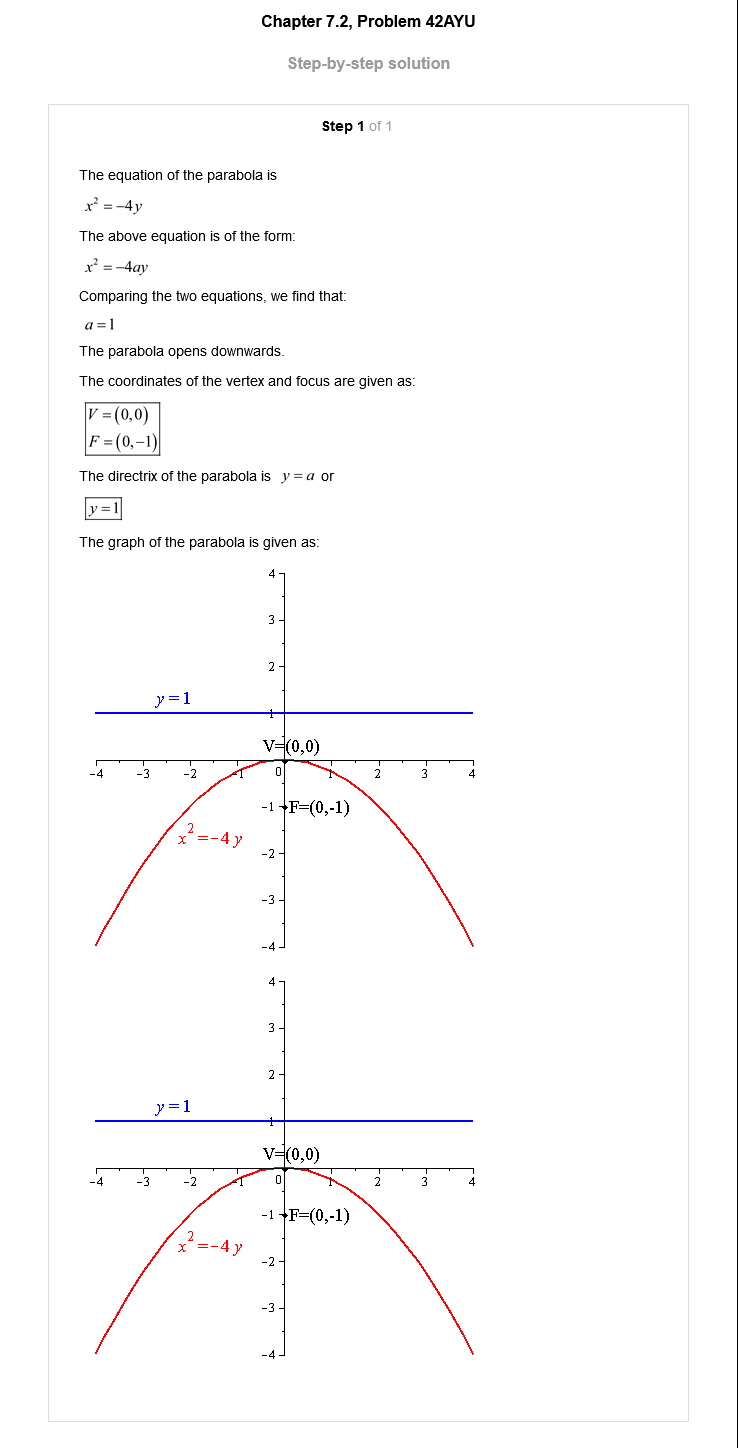 Chapter 7.2, Problem 42AYU
Step-by-step solution
Step 1 of 1
The equation of the parabola is
x² = −4y
The above equation is of the form:
x² = −4ay
Comparing the two equations, we find that:
a = 1
The parabola opens downwards.
The coordinates of the vertex and focus are given as:
V = (0,0)
F = (0,−1)
The directrix of the parabola is y = a or
y = 1
The graph of the parabola is given as:
4
3
2
y = 1
1
V=(0,0)
−4 −3 −2 −1 0 1 2 3 4
−1 F=(0,-1)
x² = −4 y
−2
−3
−4
4
3
2
y = 1
1
V=(0,0)
−4 −3 −2 −1 0 1 2 3 4
−1 F=(0,-1)
x² = −4 y
−2
−3
−4